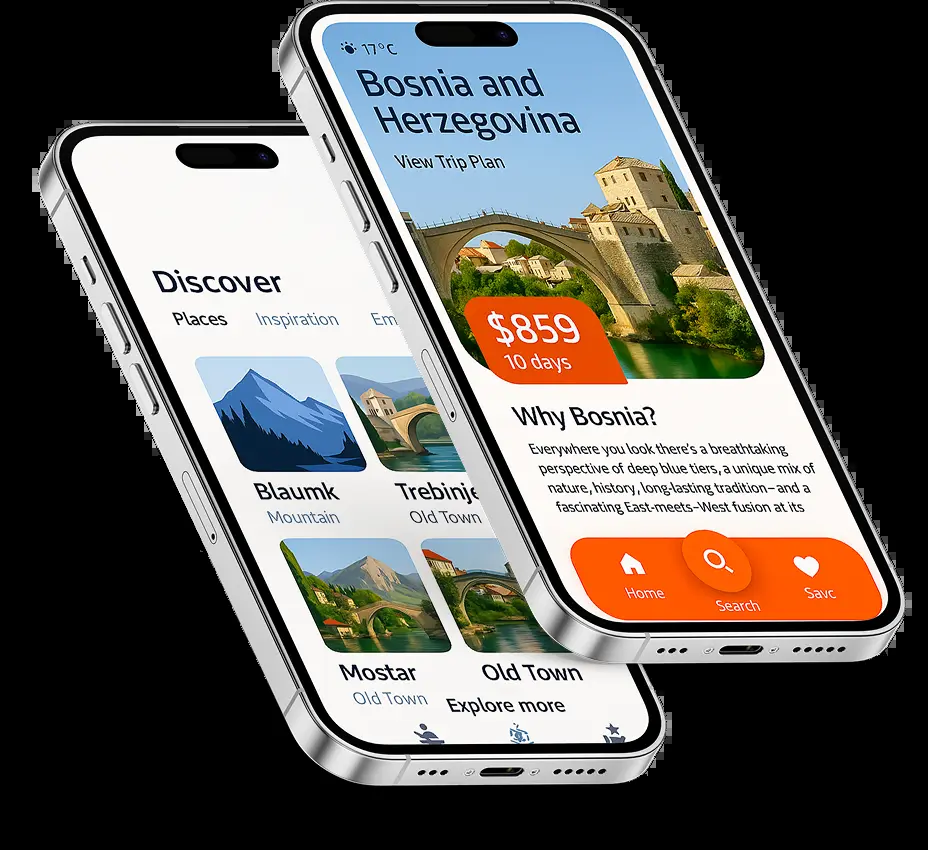 17°C
Bosnia and
Herzegovina
View Trip Plan
$859
10 days
Why Bosnia?
Everywhere you look there's a breathtaking
perspective of deep blue tiers, a unique mix of
nature, history, long-lasting tradition–and a
fascinating East-meets-West fusion at its
Home
Search
Savc
Discover
Places
Inspiration
Em
Blaumk
Mountain
Trebinje
Old Town
Mostar
Old Town
Old Town
Explore more